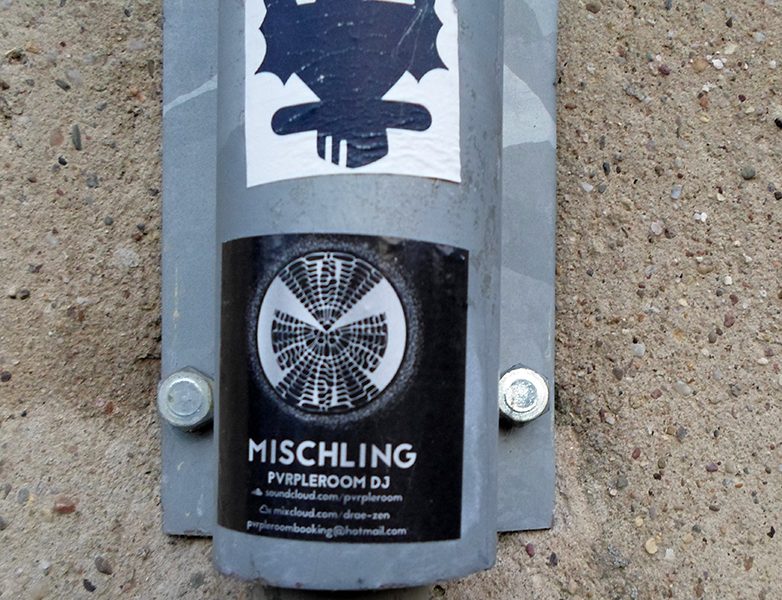 MISCHLING
PVRPLEROOM DJ
soundcloud.com/pvrpleroom
mixcloud.com/drae-zen
pvrpleroombooking@hotmail.com